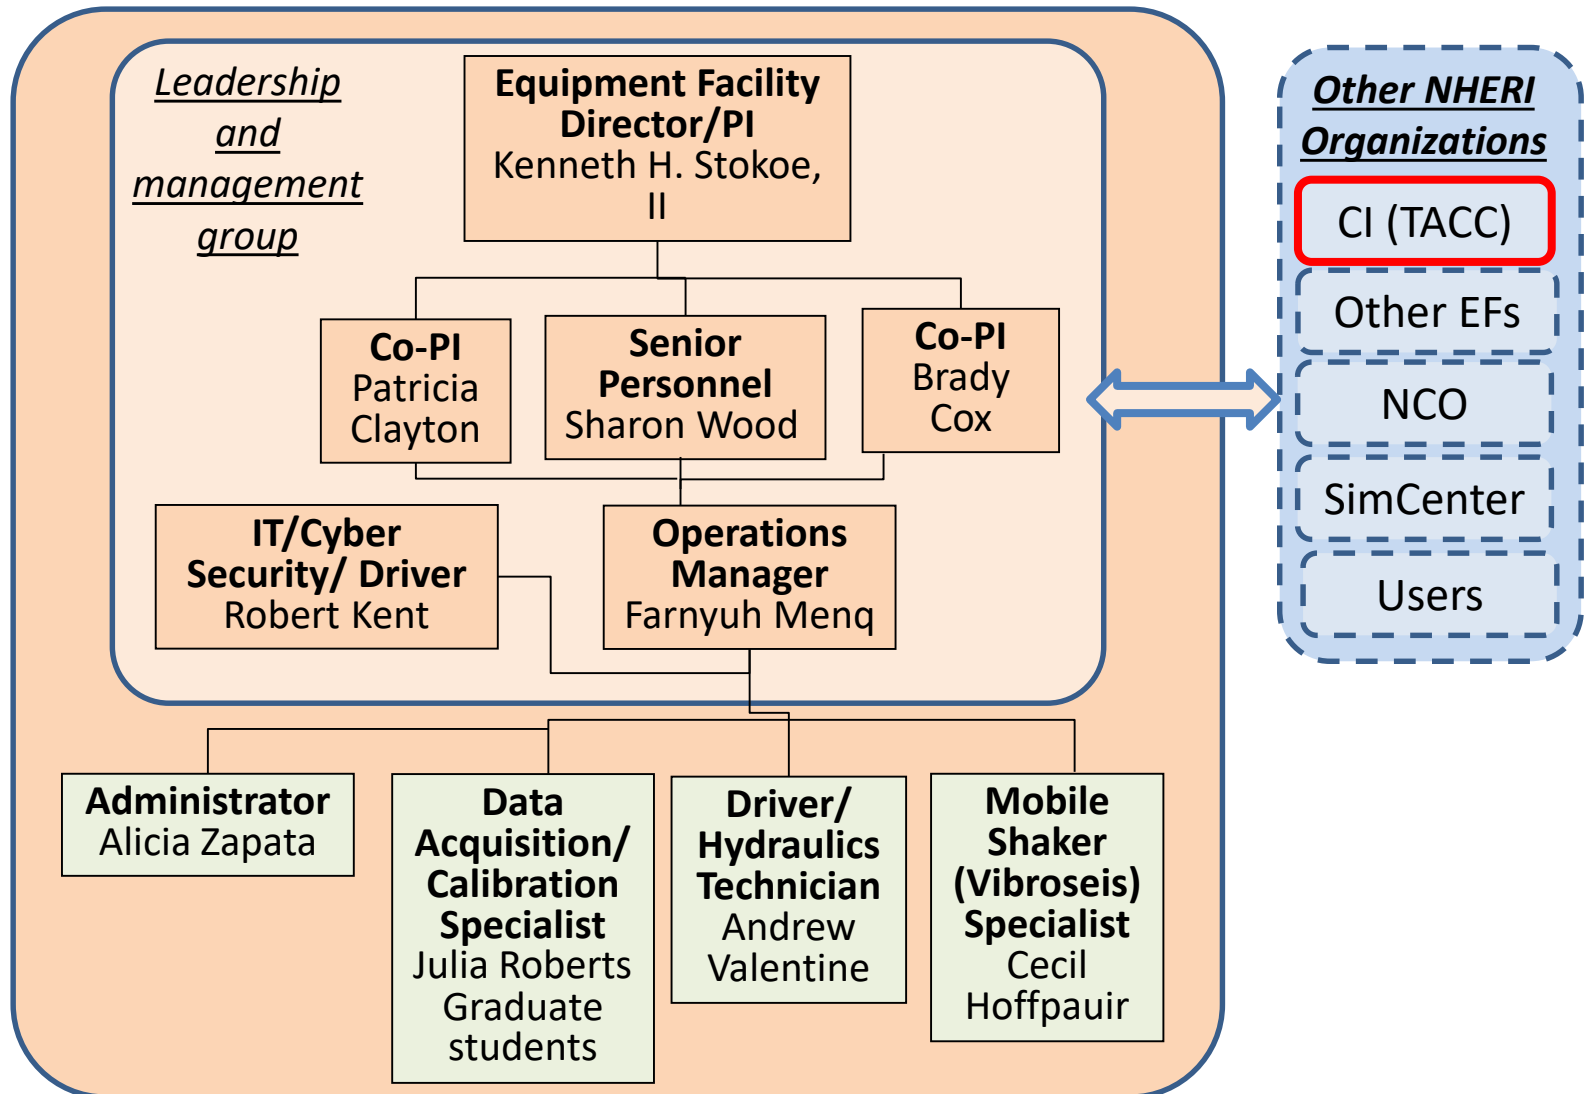 Leadership
and
management
group
Equipment Facility
Director/PI
Kenneth H. Stokoe,
II
Co-PI
Patricia
Clayton
Senior
Personnel
Sharon Wood
Co-PI
Brady
Cox
IT/Cyber
Security/ Driver
Robert Kent
Operations
Manager
Farnyuh Menq
Administrator
Alicia Zapata
Data
Acquisition/
Calibration
Specialist
Julia Roberts
Graduate
students
Driver/
Hydraulics
Technician
Andrew
Valentine
Mobile
Shaker
(Vibroseis)
Specialist
Cecil
Hoffpauir
Other NHERI
Organizations
CI (TACC)
Other EFs
NCO
SimCenter
Users